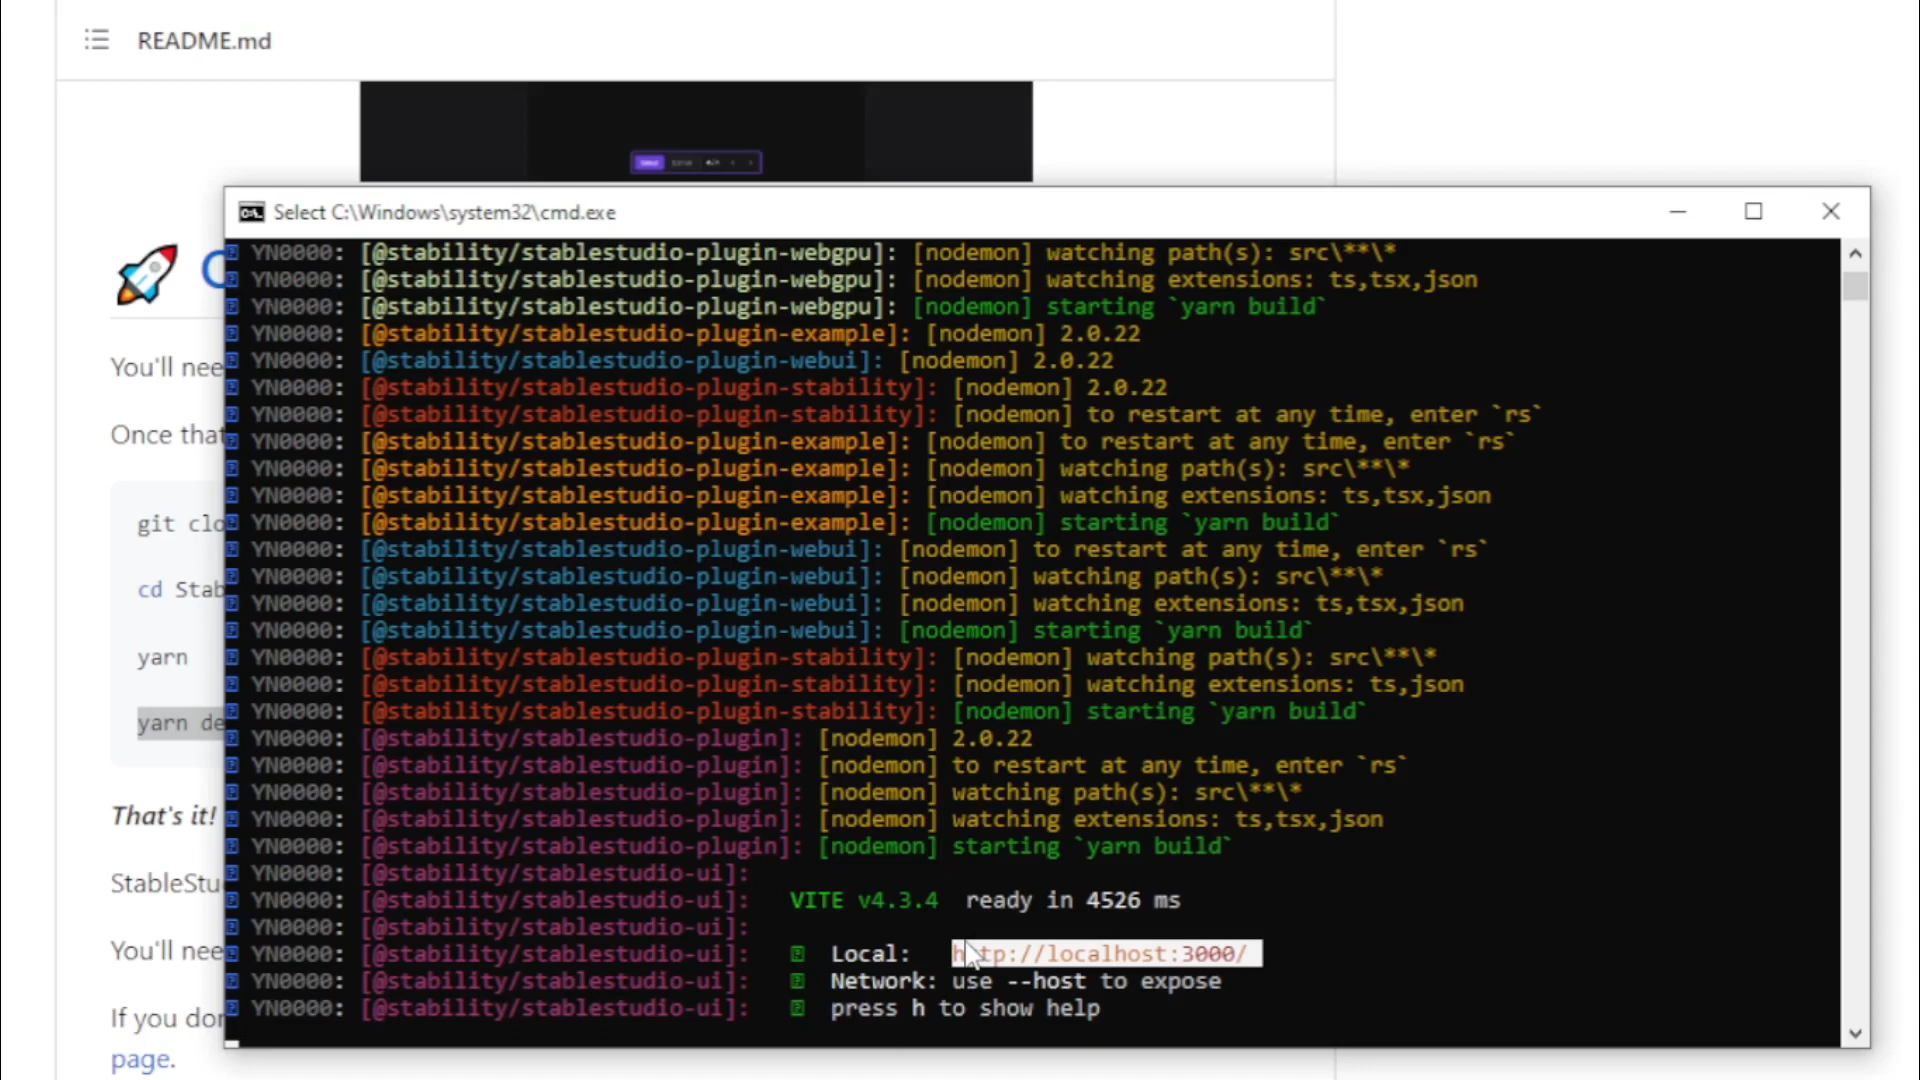 README.md
Select C:\Windows\system32\cmd.exe
YN0000: [@stability/stablestudio-plugin-webgpu]: [nodemon] watching path(s): src\**\*
YN0000: [@stability/stablestudio-plugin-webgpu]: [nodemon] watching extensions: ts,tsx,json
YN0000: [@stability/stablestudio-plugin-webgpu]: [nodemon] starting `yarn build`
YN0000: [@stability/stablestudio-plugin-example]: [nodemon] 2.0.22
YN0000: [@stability/stablestudio-plugin-webui]: [nodemon] 2.0.22
YN0000: [@stability/stablestudio-plugin-stability]: [nodemon] 2.0.22
YN0000: [@stability/stablestudio-plugin-stability]: [nodemon] to restart at any time, enter `rs`
YN0000: [@stability/stablestudio-plugin-example]: [nodemon] to restart at any time, enter `rs`
YN0000: [@stability/stablestudio-plugin-example]: [nodemon] watching path(s): src\**\*
YN0000: [@stability/stablestudio-plugin-example]: [nodemon] watching extensions: ts,tsx,json
YN0000: [@stability/stablestudio-plugin-example]: [nodemon] starting `yarn build`
YN0000: [@stability/stablestudio-plugin-webui]: [nodemon] to restart at any time, enter `rs`
YN0000: [@stability/stablestudio-plugin-webui]: [nodemon] watching path(s): src\**\*
YN0000: [@stability/stablestudio-plugin-webui]: [nodemon] watching extensions: ts,tsx,json
YN0000: [@stability/stablestudio-plugin-webui]: [nodemon] starting `yarn build`
YN0000: [@stability/stablestudio-plugin-stability]: [nodemon] watching path(s): src\**\*
YN0000: [@stability/stablestudio-plugin-stability]: [nodemon] watching extensions: ts,json
YN0000: [@stability/stablestudio-plugin-stability]: [nodemon] starting `yarn build`
YN0000: [@stability/stablestudio-plugin]: [nodemon] 2.0.22
YN0000: [@stability/stablestudio-plugin]: [nodemon] to restart at any time, enter `rs`
YN0000: [@stability/stablestudio-plugin]: [nodemon] watching path(s): src\**\*
YN0000: [@stability/stablestudio-plugin]: [nodemon] watching extensions: ts,tsx,json
YN0000: [@stability/stablestudio-plugin]: [nodemon] starting `yarn build`
YN0000: [@stability/stablestudio-ui]:
YN0000: [@stability/stablestudio-ui]: VITE v4.3.4 ready in 4526 ms
YN0000: [@stability/stablestudio-ui]:
YN0000: [@stability/stablestudio-ui]: Local: http://localhost:3000/
YN0000: [@stability/stablestudio-ui]: Network: use --host to expose
YN0000: [@stability/stablestudio-ui]: press h to show help
You'll nee
Once that
git clo
cd Stab
yarn
yarn de
That's it!
StableStu
You'll nee
If you don
page.